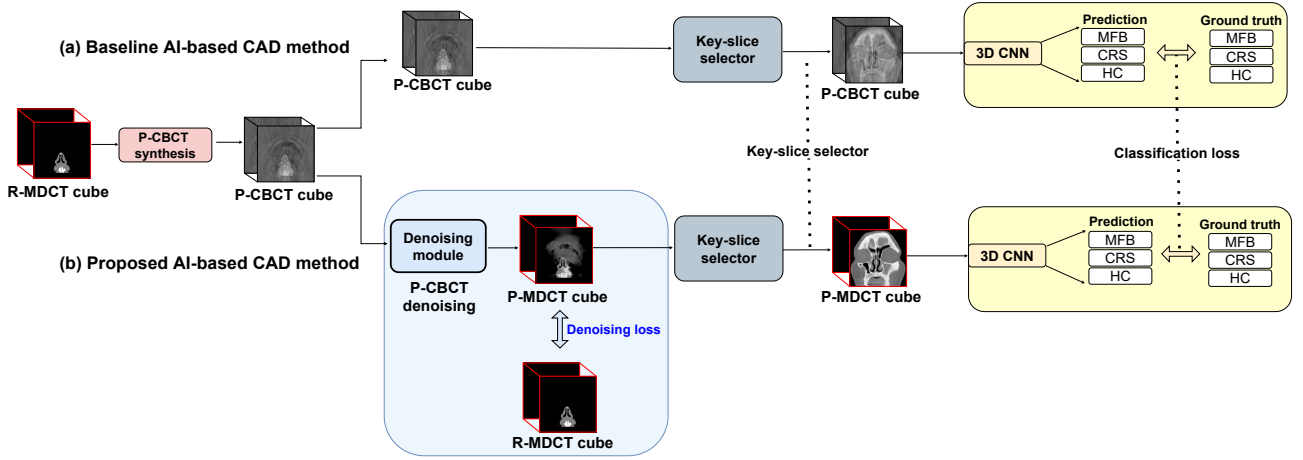 (a) Baseline AI-based CAD method
P-CBCT cube
Key-slice
selector
P-CBCT cube
3D CNN
Prediction
MFB
CRS
HC
Ground truth
MFB
CRS
HC
R-MDCT cube
P-CBCT
synthesis
P-CBCT cube
Key-slice selector
Classification loss
(b) Proposed AI-based CAD method
Denoising
module
P-CBCT
denoising
P-MDCT cube
Denoising loss
R-MDCT cube
Key-slice
selector
P-MDCT cube
3D CNN
Prediction
MFB
CRS
HC
Ground truth
MFB
CRS
HC